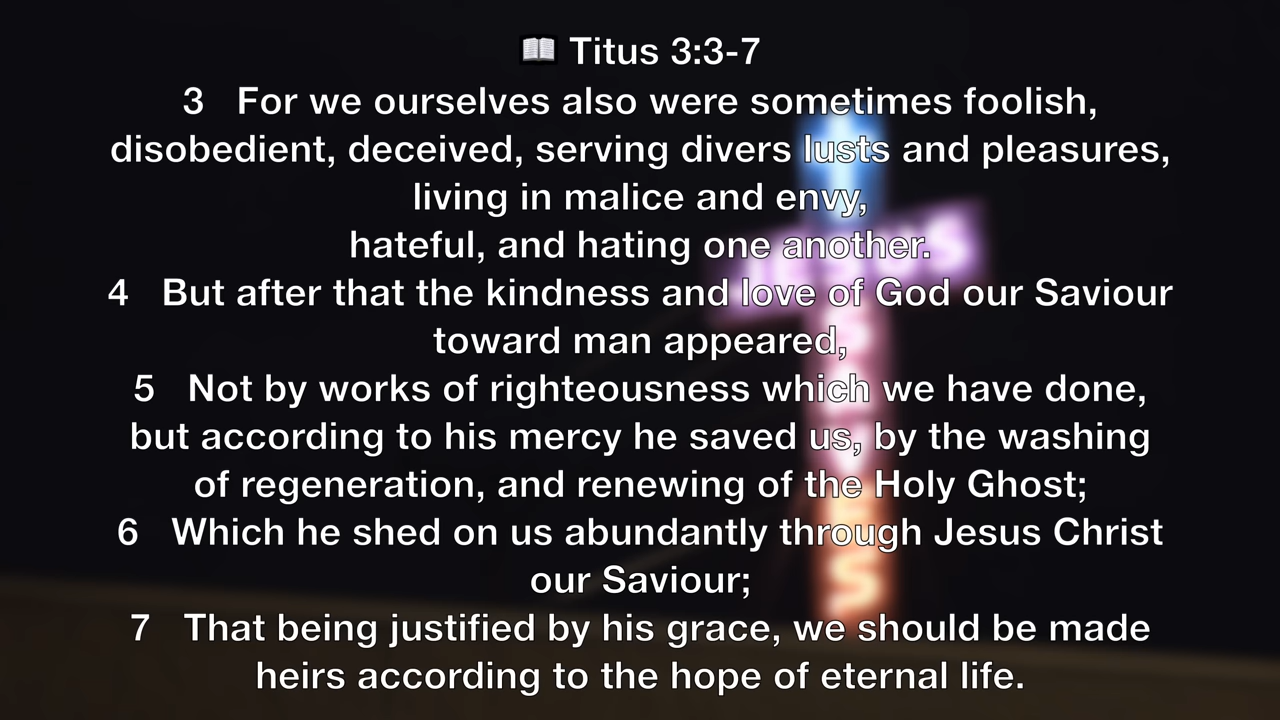 📖 Titus 3:3-7
3 For we ourselves also were sometimes foolish,
disobedient, deceived, serving divers lusts and pleasures,
living in malice and envy,
hateful, and hating one another.
4 But after that the kindness and love of God our Saviour
toward man appeared,
5 Not by works of righteousness which we have done,
but according to his mercy he saved us, by the washing
of regeneration, and renewing of the Holy Ghost;
6 Which he shed on us abundantly through Jesus Christ
our Saviour;
7 That being justified by his grace, we should be made
heirs according to the hope of eternal life.